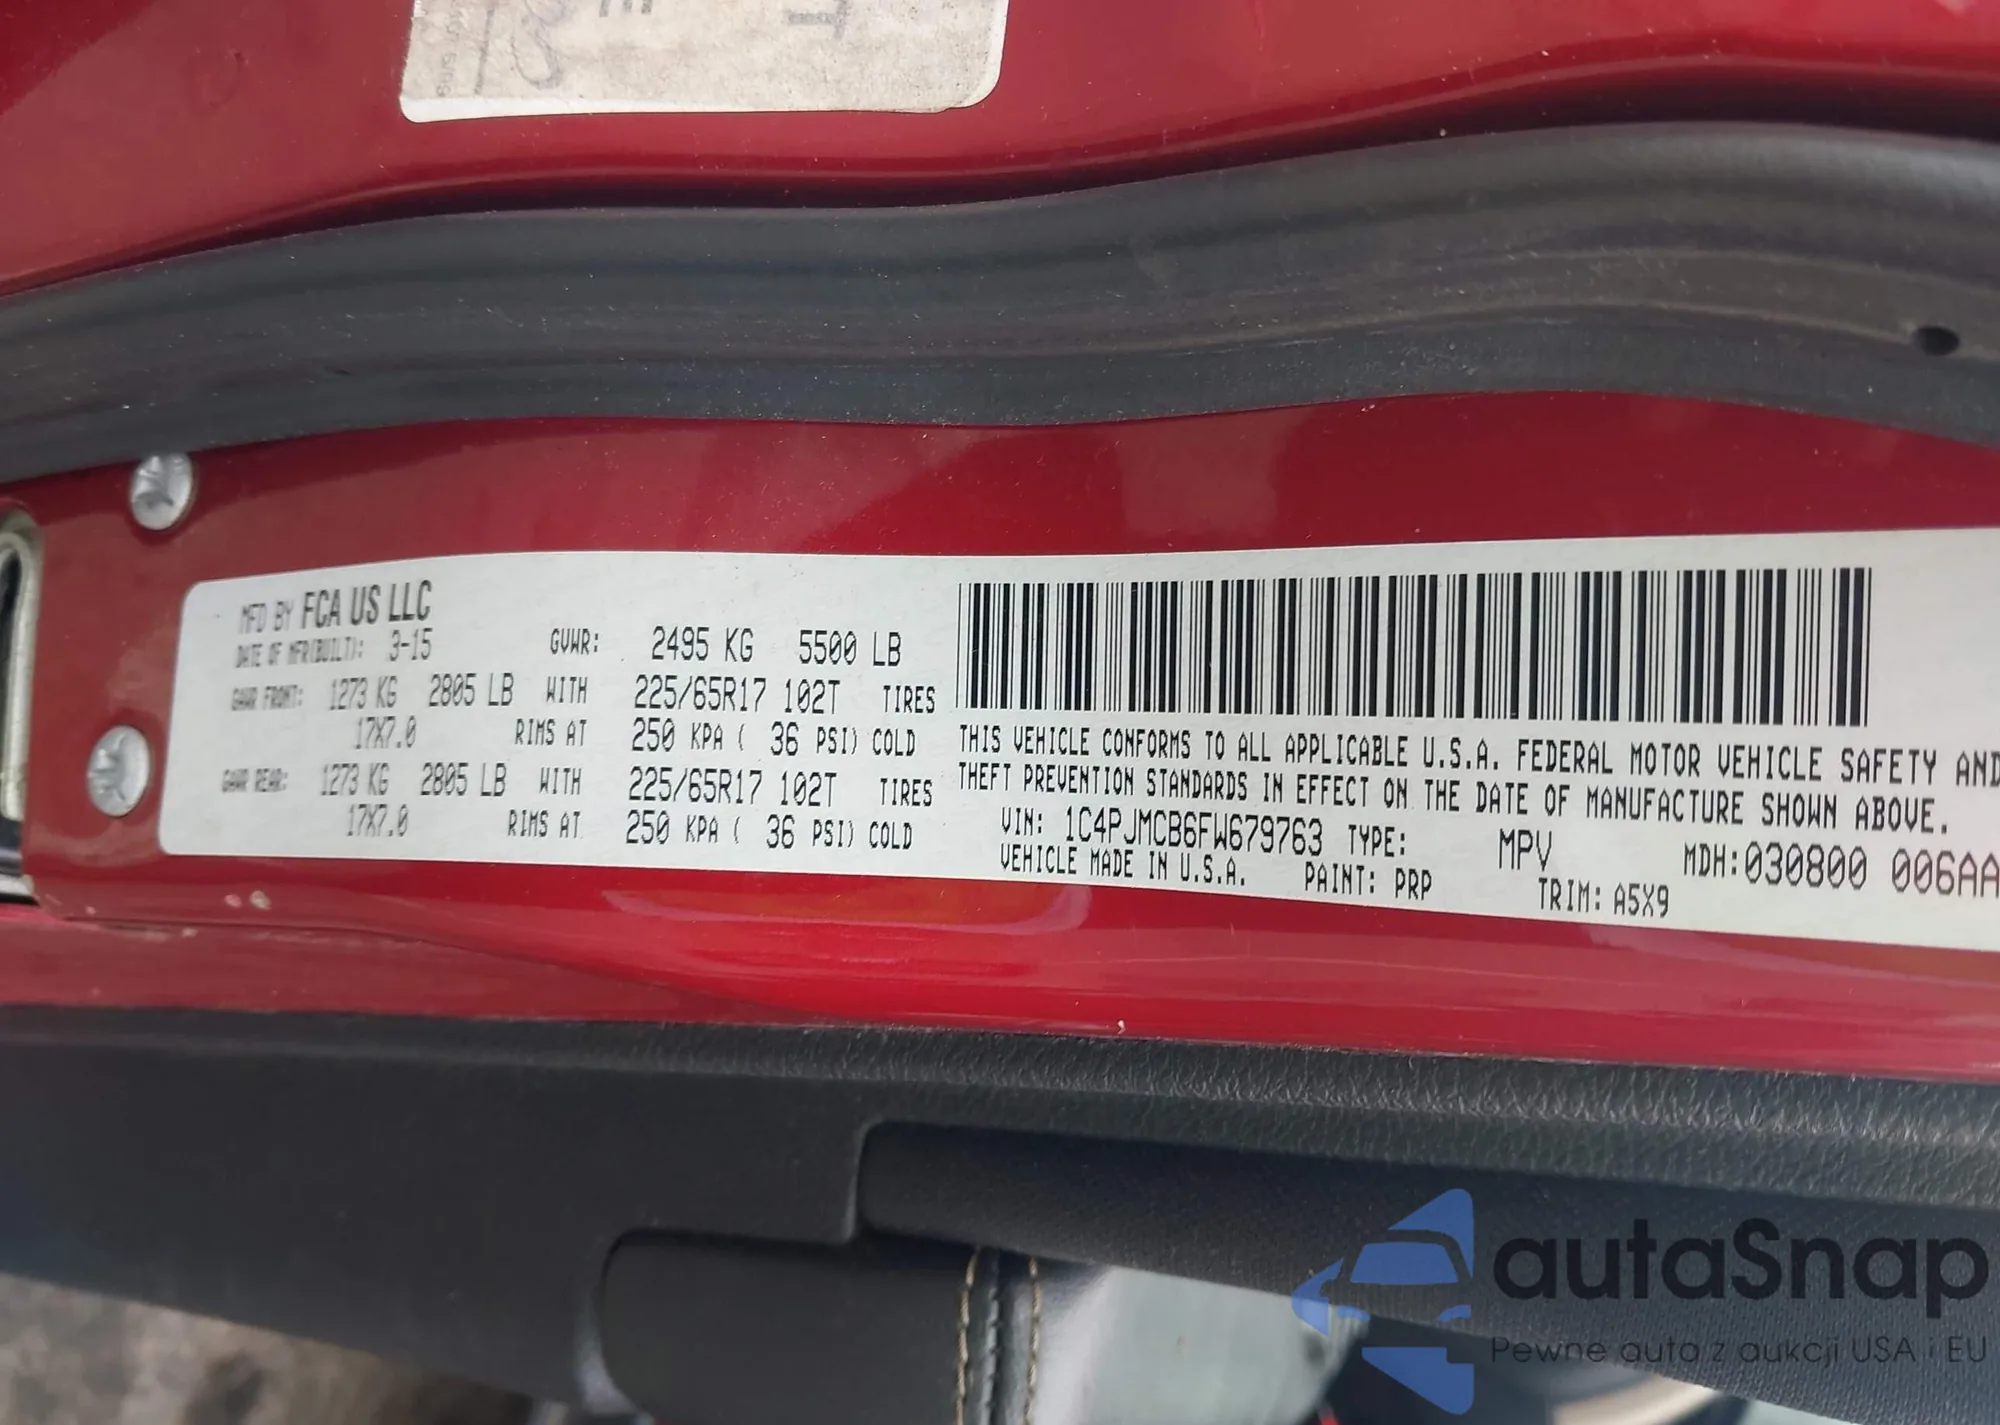 MFD BY FCA US LLC
DATE OF MFR(BUILT): 3-15 GVWR: 2495 KG 5500 LB
GAWR FRONT: 1273 KG 2805 LB WITH 225/65R17 102T TIRES
17X7.0 RIMS AT 250 KPA ( 36 PSI) COLD
GAWR REAR: 1273 KG 2805 LB WITH 225/65R17 102T TIRES
17X7.0 RIMS AT 250 KPA ( 36 PSI) COLD
THIS VEHICLE CONFORMS TO ALL APPLICABLE U.S.A. FEDERAL MOTOR VEHICLE SAFETY AND
THEFT PREVENTION STANDARDS IN EFFECT ON THE DATE OF MANUFACTURE SHOWN ABOVE.
VIN: 1C4PJMCB6FW679763 TYPE: MPV MDH:030800 006AA
VEHICLE MADE IN U.S.A. PAINT: PRP TRIM: A5X9
autaSnap
Pewne auto z aukcji USA i EU